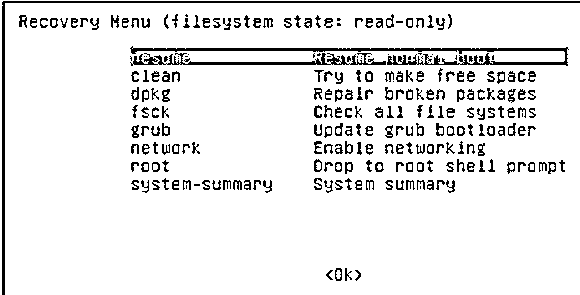 Recovery Menu (filesystem state: read-only)
resume Resume normal boot
clean Try to make free space
dpkg Repair broken packages
fsck Check all file systems
grub Update grub bootloader
network Enable networking
root Drop to root shell prompt
system-summary System summary
<Ok>